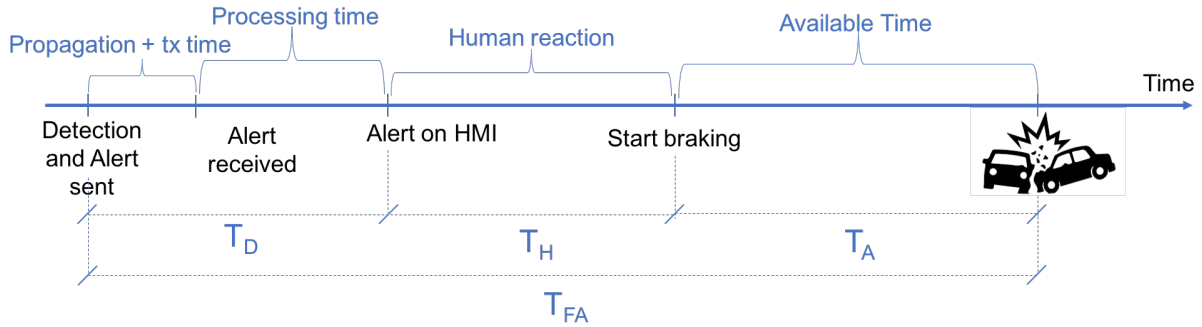 Processing time
Propagation + tx time
Human reaction
Available Time
Time
Detection
and Alert
sent
Alert
received
Alert on HMI
Start braking
T_D
T_H
T_A
T_FA